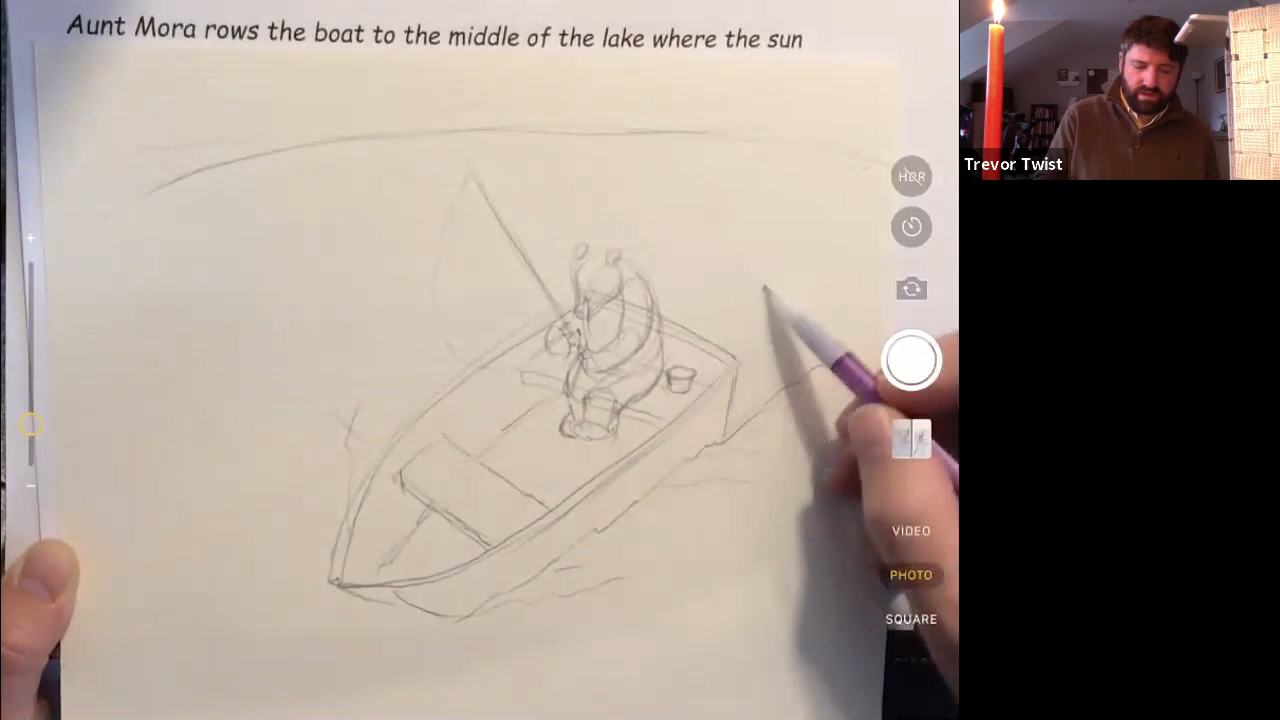 Aunt Mora rows the boat to the middle of the lake where the sun
HDR
Trevor Twist
VIDEO
PHOTO
SQUARE